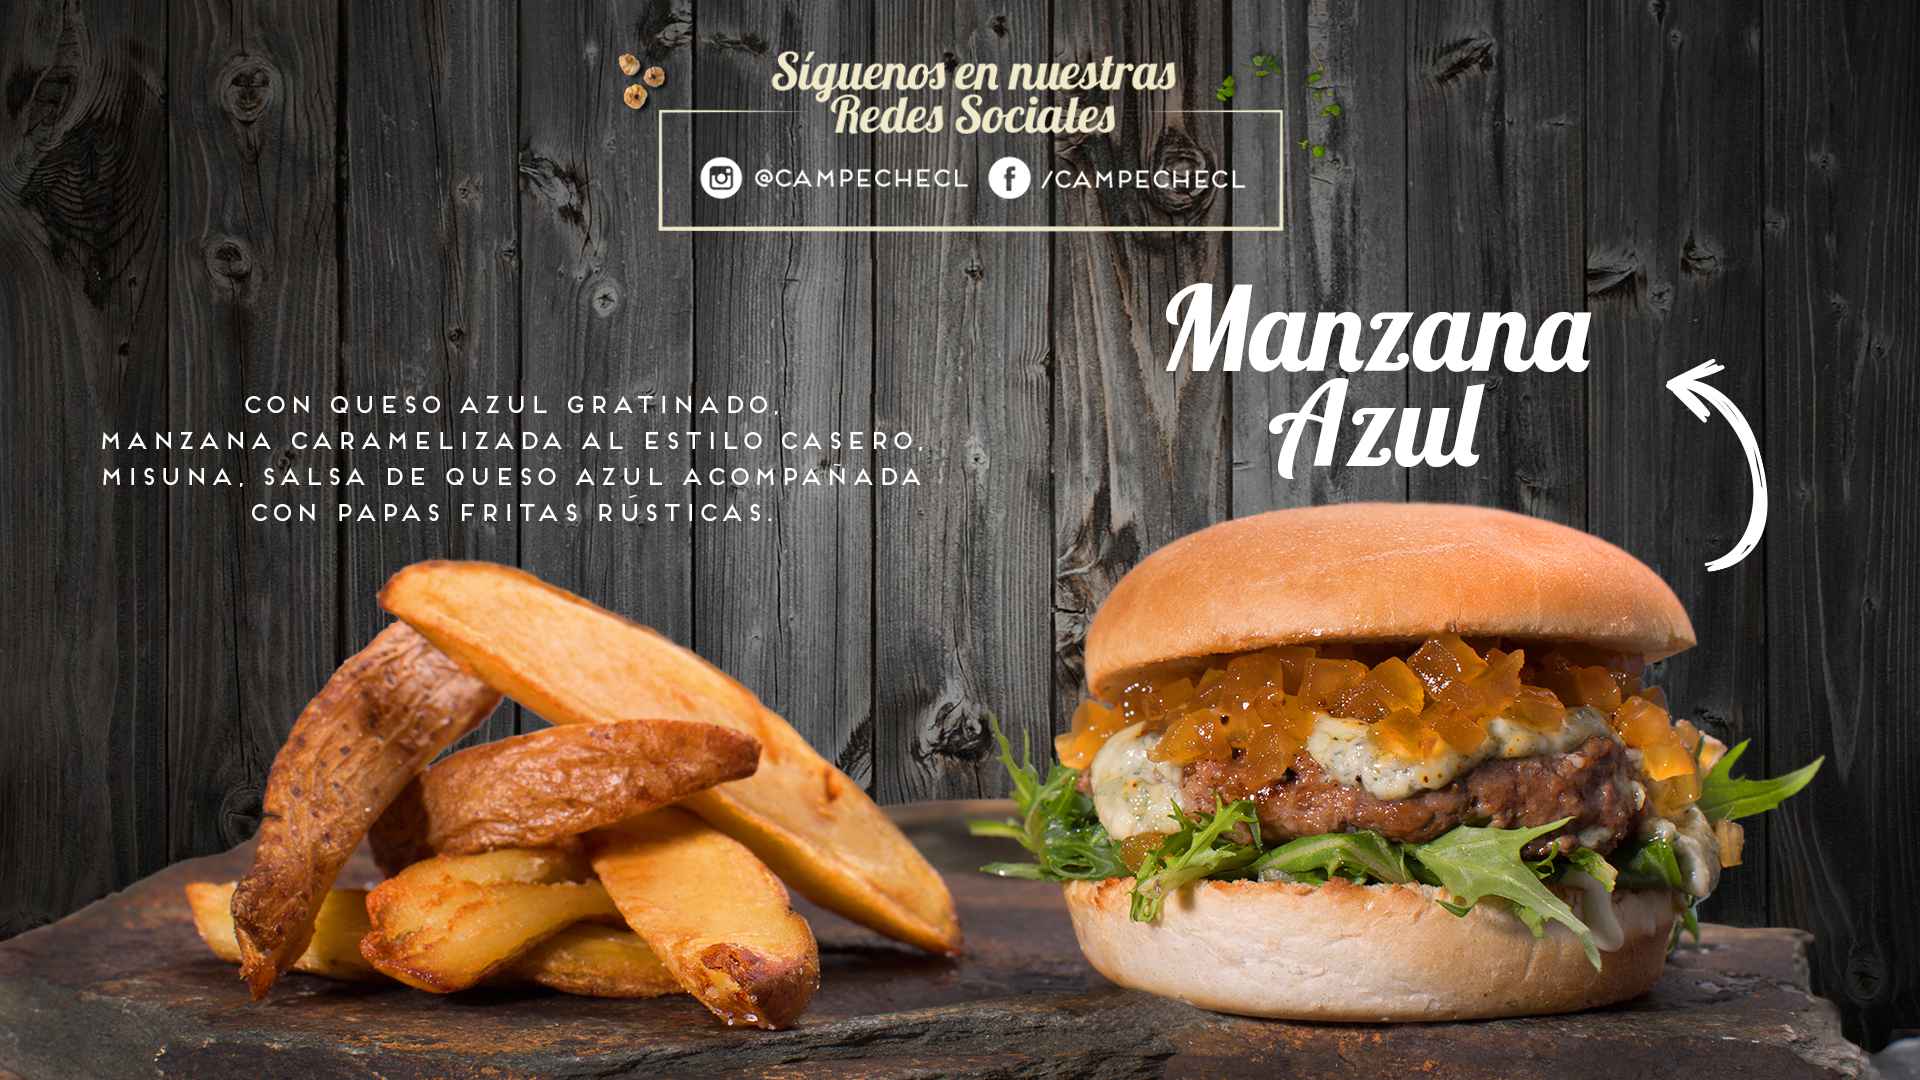 Síguenos en nuestras
Redes Sociales
@CAMPECHECL /CAMPECHECL
Manzana
Azul
CON QUESO AZUL GRATINADO,
MANZANA CARAMELIZADA AL ESTILO CASERO,
MISUNA, SALSA DE QUESO AZUL ACOMPAÑADA
CON PAPAS FRITAS RÚSTICAS.